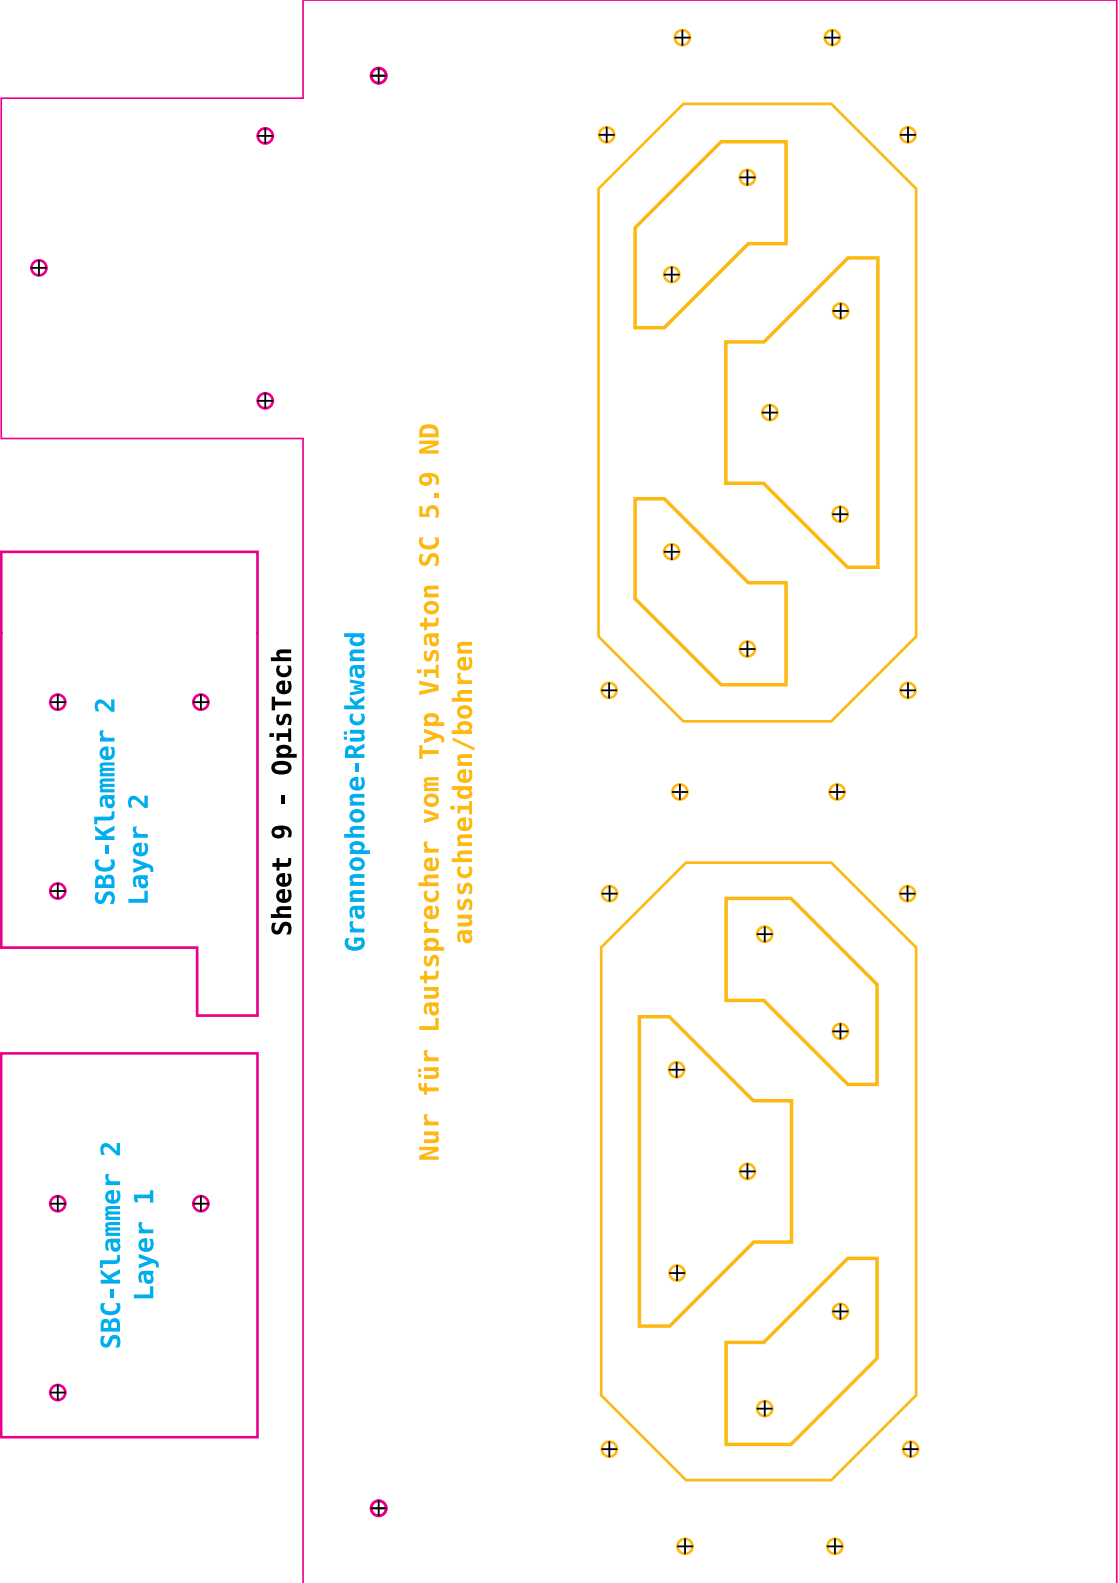 SBC-Klammer 2
Layer 2
SBC-Klammer 2
Layer 1
Sheet 9 - OpisTech
Grannophone-Rückwand
Nur für Lautsprecher vom Typ Visaton SC 5.9 ND
ausschneiden/bohren